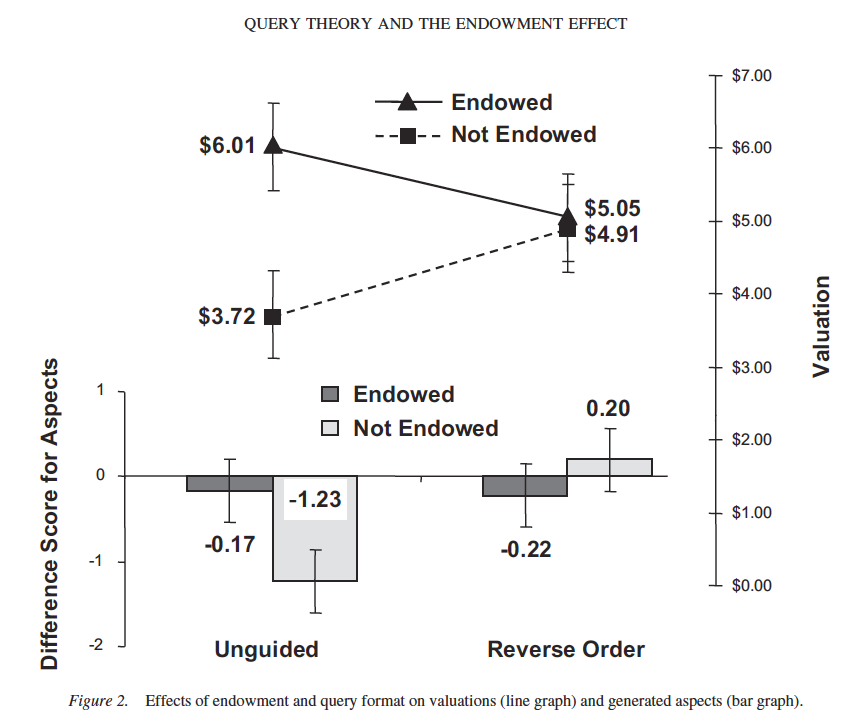 QUERY THEORY AND THE ENDOWMENT EFFECT
$7.00
Endowed
Not Endowed
$6.01
$6.00
$5.05
$5.00
$4.91
$4.00
$3.72
$3.00
Valuation
1
Endowed
Not Endowed
0.20
$2.00
0
-1.23
$1.00
-0.17
-0.22
-1
$0.00
-2
Difference Score for Aspects
Unguided
Reverse Order
Figure 2. Effects of endowment and query format on valuations (line graph) and generated aspects (bar graph).